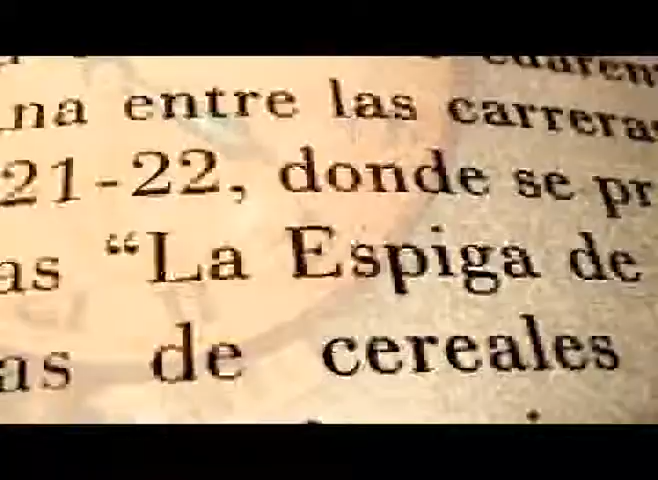 na entre las carreras
21-22, donde se pr
as “La Espiga de
as de cereales